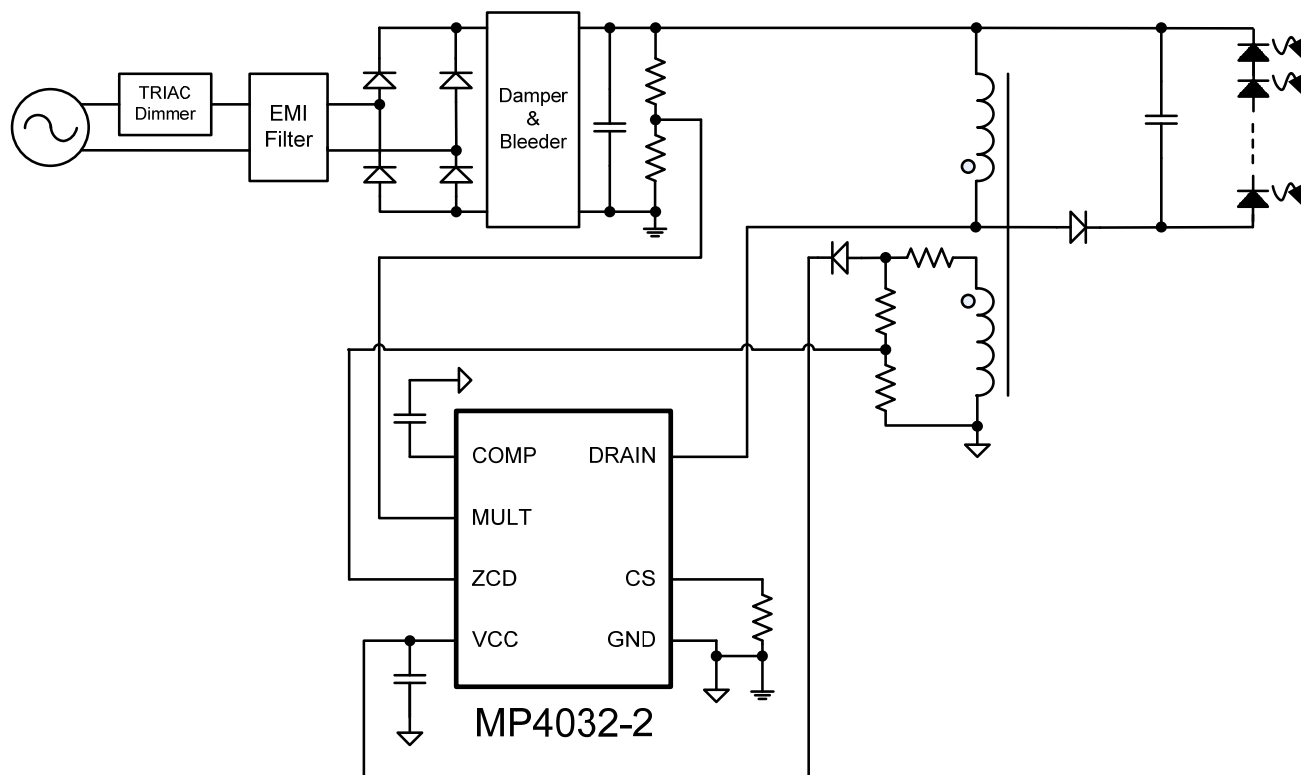 TRIAC
Dimmer
EMI
Filter
Damper
&
Bleeder
COMP
DRAIN
MULT
ZCD
CS
VCC
GND
MP4032-2